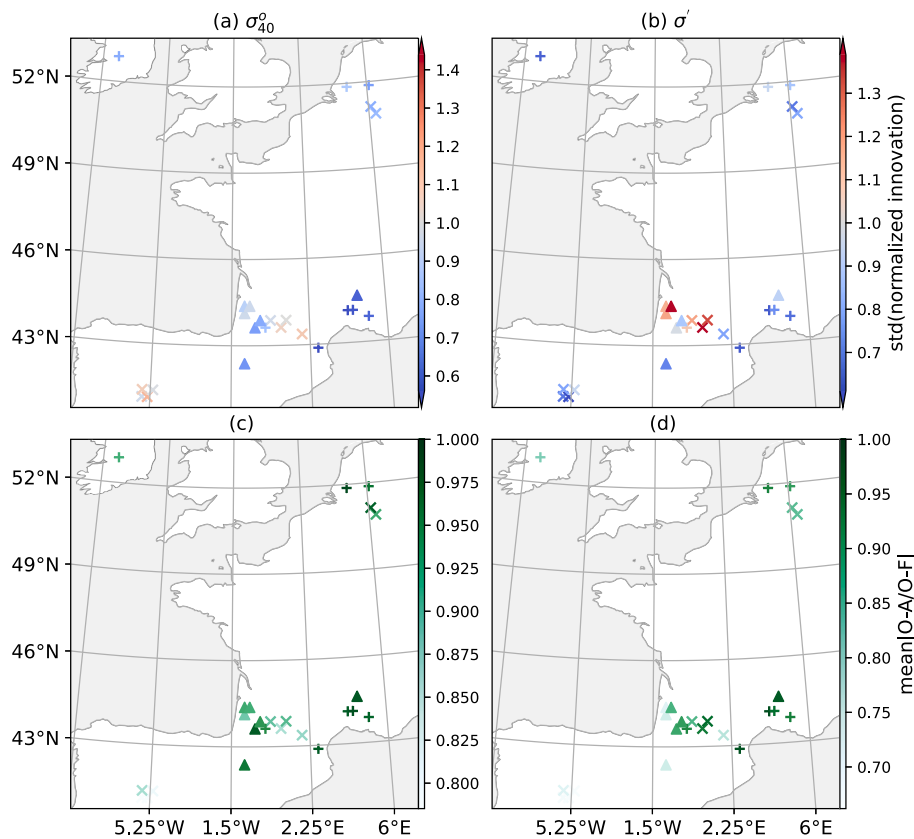 (a) σ°₄₀
(b) σ′
52°N
49°N
46°N
43°N
1.4
1.3
1.2
1.1
1.0
0.9
0.8
0.7
0.6
1.3
1.2
1.1
1.0
0.9
0.8
0.7
std(normalized innovation)
(c)
(d)
52°N
49°N
46°N
43°N
1.000
0.975
0.950
0.925
0.900
0.875
0.850
0.825
0.800
1.00
0.95
0.90
0.85
0.80
0.75
0.70
mean|O-A/O-F|
5.25°W 1.5°W 2.25°E 6°E
5.25°W 1.5°W 2.25°E 6°E